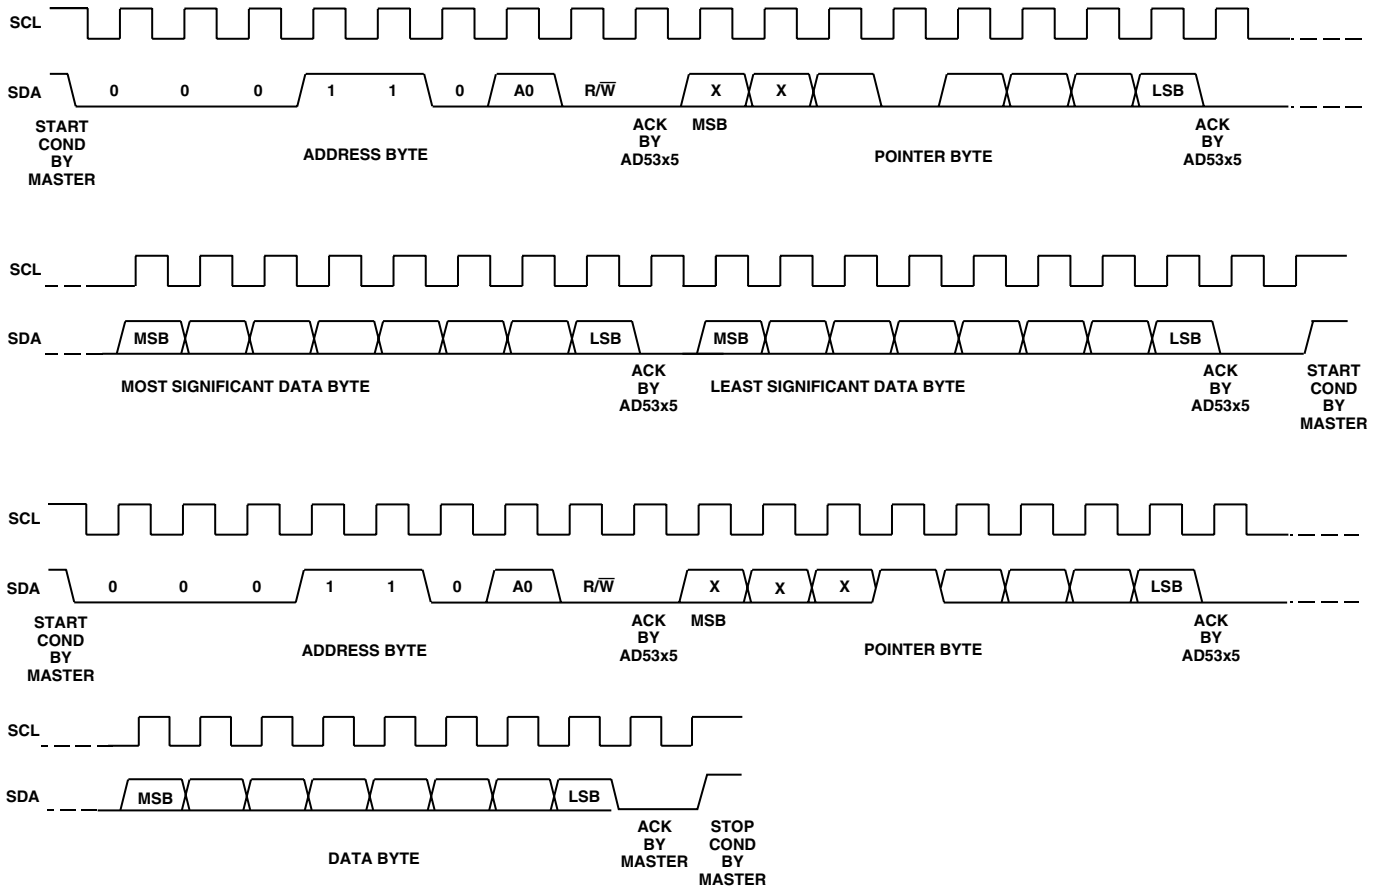 SCL
SDA 0 0 0 1 1 0 A0 R/W̅ X X LSB
START COND BY MASTER
ADDRESS BYTE
ACK BY AD53x5
MSB
POINTER BYTE
ACK BY AD53x5
SCL
SDA MSB LSB MSB LSB
MOST SIGNIFICANT DATA BYTE
ACK BY AD53x5
LEAST SIGNIFICANT DATA BYTE
ACK BY AD53x5
START COND BY MASTER
SCL
SDA 0 0 0 1 1 0 A0 R/W̅ X X X LSB
START COND BY MASTER
ADDRESS BYTE
ACK BY AD53x5
MSB
POINTER BYTE
ACK BY AD53x5
SCL
SDA MSB LSB
DATA BYTE
ACK BY MASTER
STOP COND BY MASTER